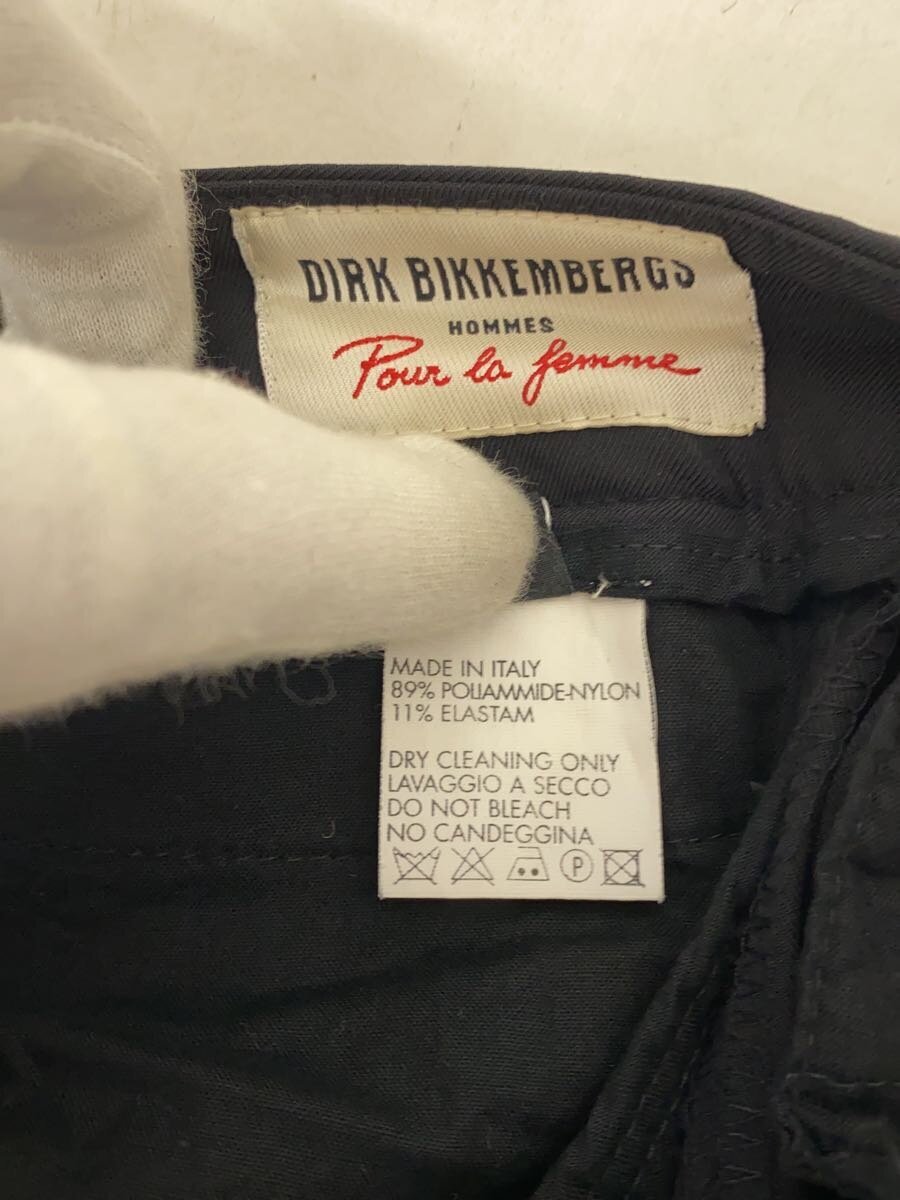 DIRK BIKKEMBERGS
HOMMES
Pour la femme
MADE IN ITALY
89% POLIAMMIDE-NYLON
11% ELASTAM
DRY CLEANING ONLY
LAVAGGIO A SECCO
DO NOT BLEACH
NO CANDEGGINA
P